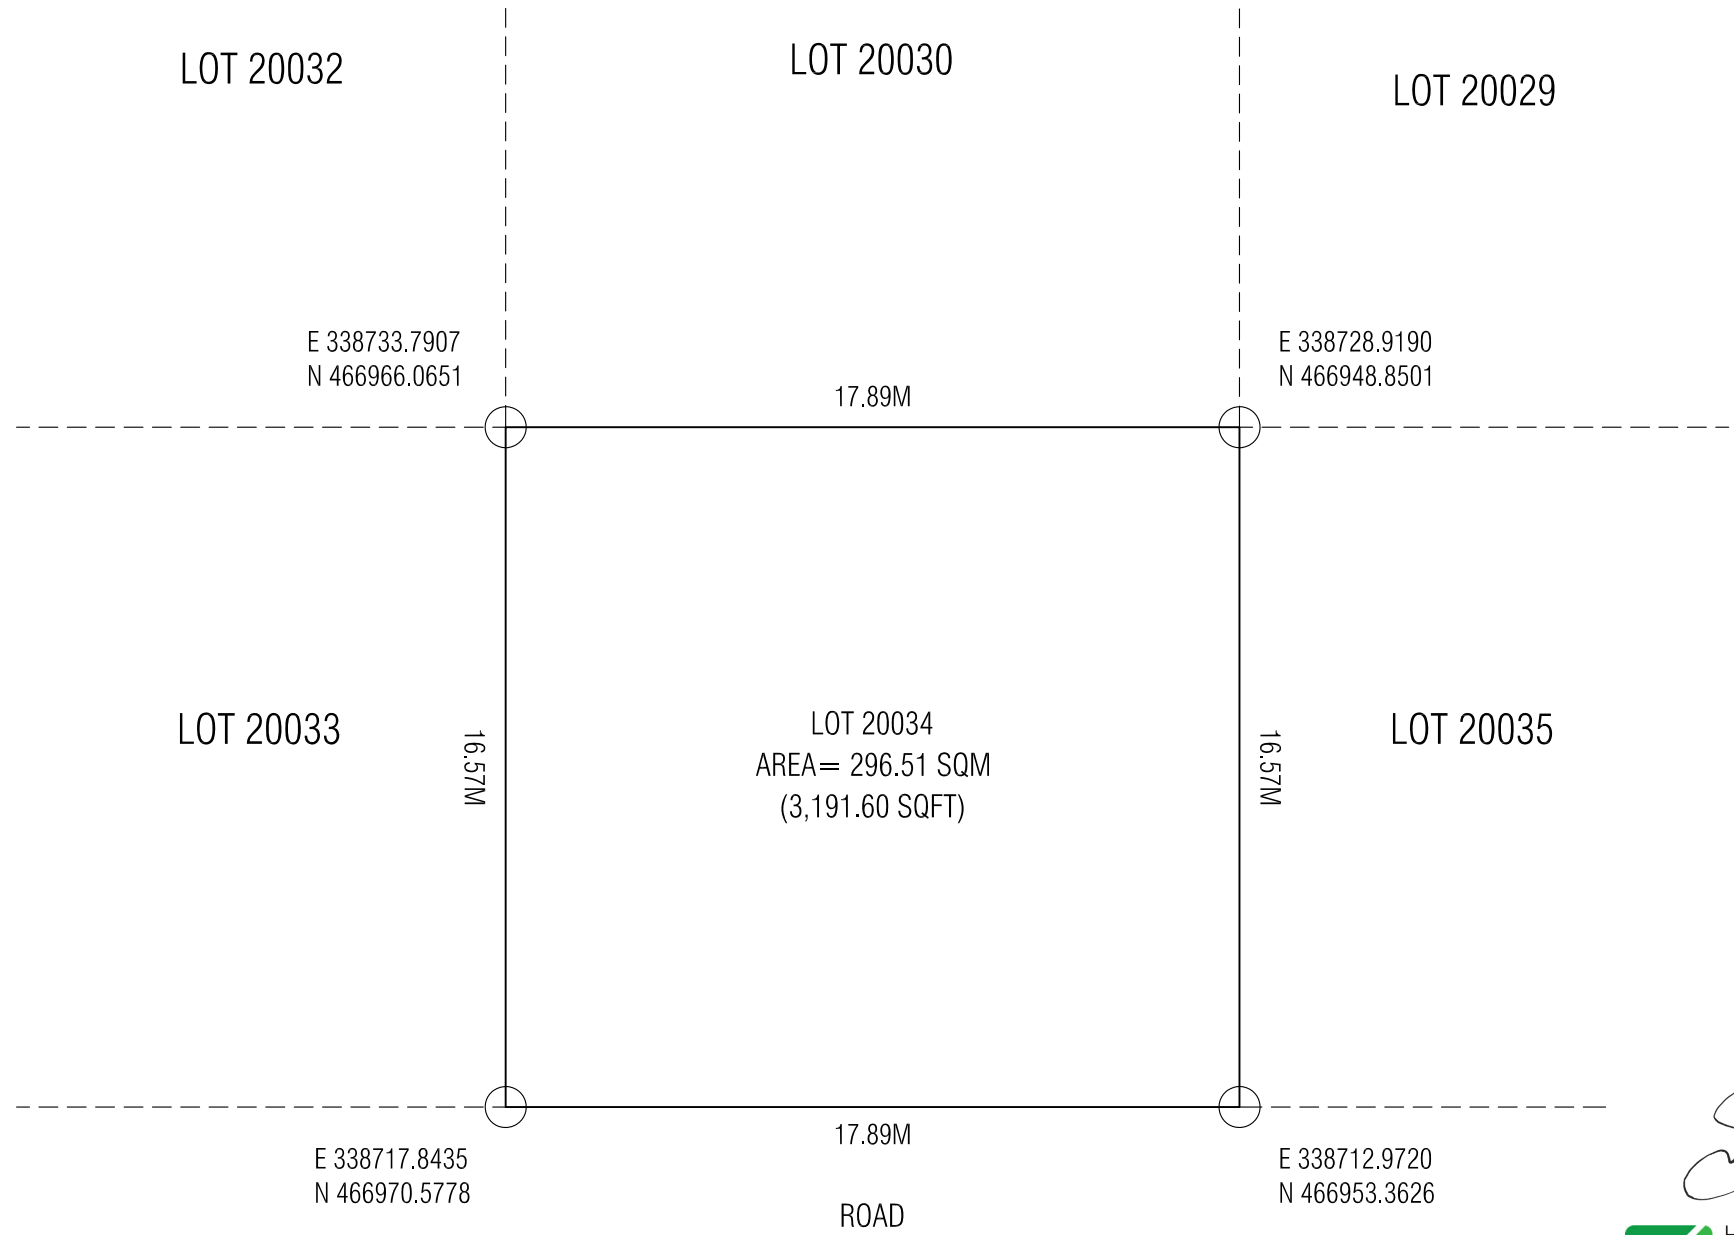 LOT 20032
LOT 20030
LOT 20029
E 338733.7907
N 466966.0651
E 338728.9190
N 466948.8501
17.89M
LOT 20033
16.57M
LOT 20034
AREA= 296.51 SQM
(3,191.60 SQFT)
16.57M
LOT 20035
17.89M
E 338717.8435
N 466970.5778
E 338712.9720
N 466953.3626
ROAD